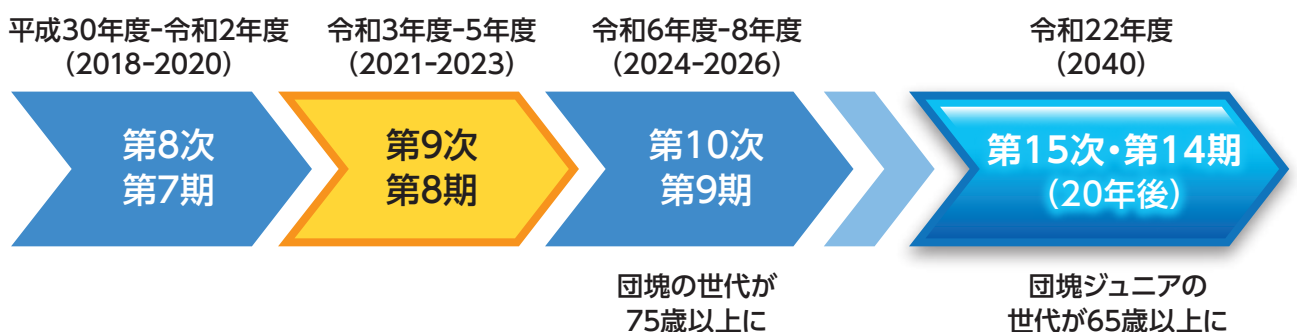 平成30年度-令和2年度
（2018-2020）
令和3年度-5年度
（2021-2023）
令和6年度-8年度
（2024-2026）
令和22年度
（2040）
第8次
第7期
第9次
第8期
第10次
第9期
第15次・第14期
（20年後）
団塊の世代が
75歳以上に
団塊ジュニアの
世代が65歳以上に